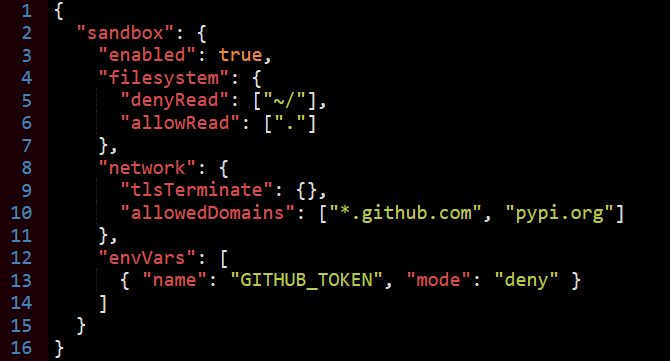 1 {
2   "sandbox": {
3     "enabled": true,
4     "filesystem": {
5       "denyRead": ["~/"],
6       "allowRead": ["."]
7     },
8     "network": {
9       "tlsTerminate": {},
10       "allowedDomains": ["*.github.com", "pypi.org"]
11     },
12     "envVars": [
13       { "name": "GITHUB_TOKEN", "mode": "deny" }
14     ]
15   }
16 }